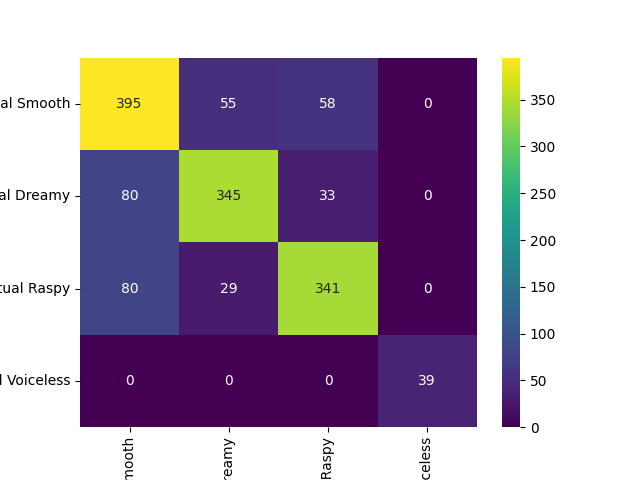 al Smooth 395 55 58 0
al Dreamy 80 345 33 0
tual Raspy 80 29 341 0
l Voiceless 0 0 0 39
mooth reamy Raspy celess
350
300
250
200
150
100
50
0